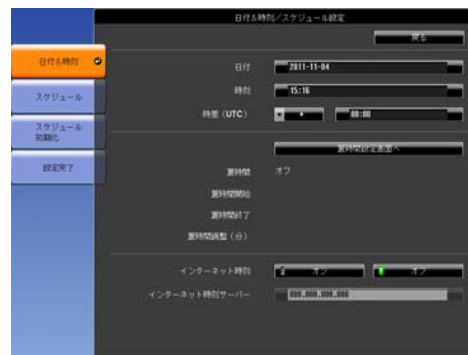 日付&時刻/スケジュール設定
戻る
日付&時刻
スケジュール
スケジュール
初期化
設定完了
日付 2011-11-04
時刻 15:16
時差 (UTC) + 00:00
夏時間設定画面へ
夏時間 オフ
夏時間開始
夏時間終了
夏時間調整 (分)
インターネット時刻 オン オフ
インターネット時刻サーバー 000.000.000.000